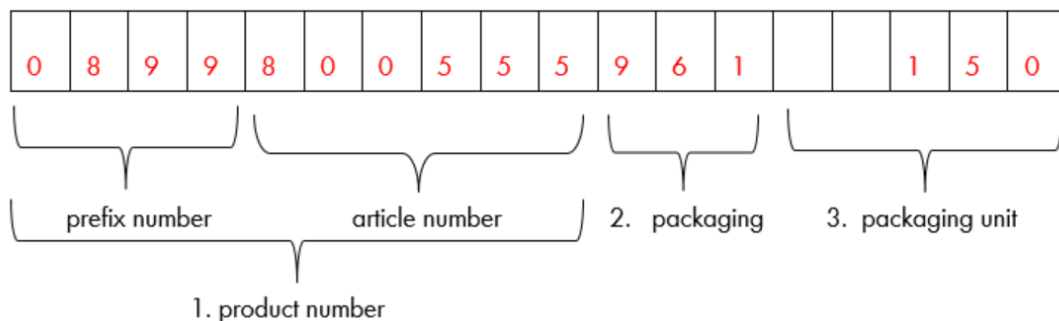 0 8 9 9 8 0 0 5 5 5 9 6 1 1 5 0
prefix number article number 2. packaging 3. packaging unit
1. product number